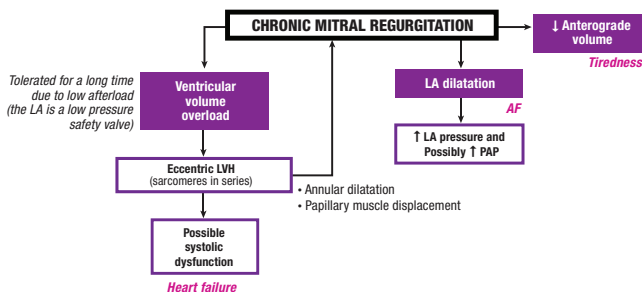 CHRONIC MITRAL REGURGITATION
↓ Anterograde
volume
Tiredness
Tolerated for a long time
due to low afterload
(the LA is a low pressure
safety valve)
Ventricular
volume
overload
LA dilatation
AF
↑ LA pressure and
Possibly ↑ PAP
Eccentric LVH
(sarcomeres in series)
• Annular dilatation
• Papillary muscle displacement
Possible
systolic
dysfunction
Heart failure